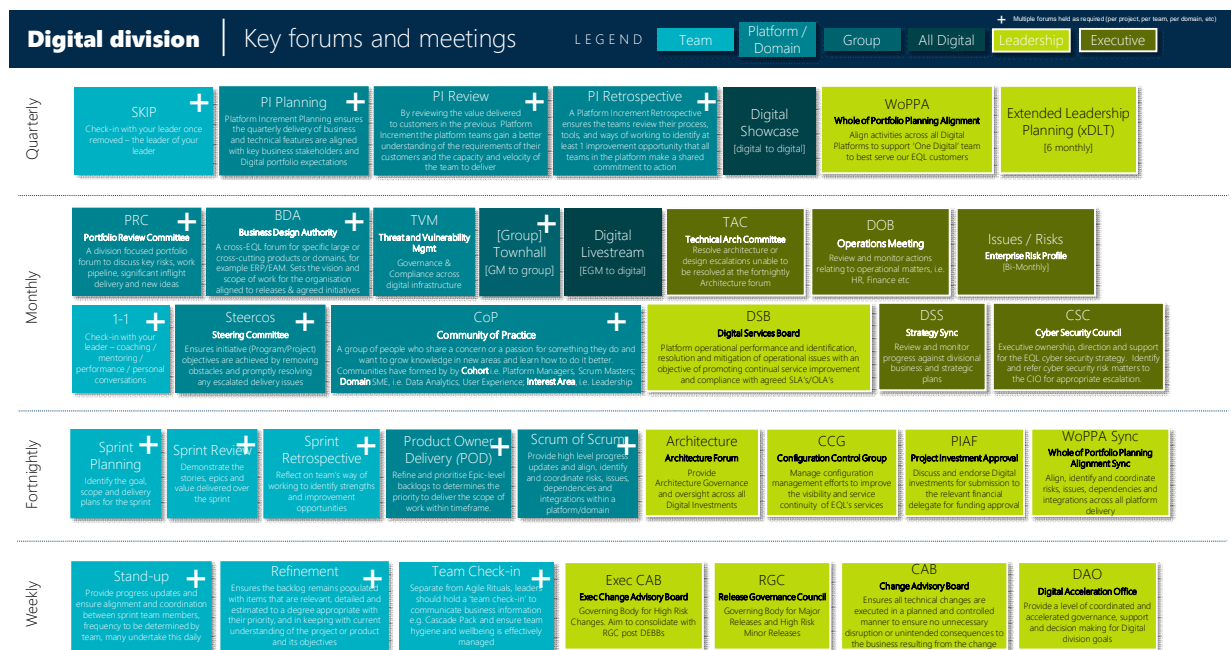 Multiple forums held as required (per project, per team, per domain, etc)
Digital division
Key forums and meetings
LEGEND
Team
Platform /
Domain
Group
All Digital
Leadership
Executive
Quarterly
SKIP
Check-in with your leader once
removed – the leader of your
leader
PI Planning
Platform Increment Planning ensures
the quarterly delivery of business
and technical features are aligned
with key business stakeholders and
Digital portfolio expectations
PI Review
By reviewing the value delivered
to customers in the previous Platform
Increment the platform teams gain a better
understanding of the requirements of their
customers and the capacity and velocity of
the team to deliver
PI Retrospective
A Platform Increment Retrospective
ensures the teams review their process,
tools, and ways of working to identify at
least 1 improvement opportunity that all
teams in the platform make a shared
commitment to action
Digital
Showcase
[digital to digital]
WoPPA
Whole of Portfolio Planning Alignment
Align activities across all Digital
Platforms to support 'One Digital' team
to best serve our EQL customers
Extended Leadership
Planning (xDLT)
[6 monthly]
Monthly
PRC
Portfolio Review Committee
A division focused portfolio
forum to discuss key risks, work
pipeline, significant inflight
delivery and new ideas
BDA
Business Design Authority
A cross-EQL forum for specific large or
cross-cutting products or domains, for
example ERP/EAM. Sets the vision and
scope of work for the organisation
aligned to releases & agreed initiatives
TVM
Threat and Vulnerability
Mgmt
Governance &
Compliance across
digital infrastructure
[Group]
Townhall
[GM to group]
Digital
Livestream
[EGM to digital]
TAC
Technical Arch Committee
Resolve architecture or
design escalations unable to
be resolved at the fortnightly
Architecture forum
DOB
Operations Meeting
Review and monitor actions
relating to operational matters, i.e.
HR, finance etc
Issues / Risks
Enterprise Risk Profile
[Bi-Monthly]
1-1
Check-in with your
leader – coaching /
mentoring /
performance / personal
conversations
Steercos
Steering Committee
Ensures initiative (Program/Project)
objectives are achieved by removing
obstacles and promptly resolving
any escalated delivery issues
CoP
Community of Practice
A group of people who share a concern or a passion for something they do and
want to grow knowledge in new areas and learn how to do it better.
Communities have formed by by Cohort i.e. Platform Managers, Scrum Masters;
Domain SME, i.e. Data Analytics, User Experience; Interest Area, i.e. Leadership
DSB
Digital Services Board
Platform operational performance and identification,
resolution and mitigation of operational issues with an
objective of promoting continual service improvement
and compliance with agreed SLA's/OLA's
DSS
Strategy Sync
Review and monitor
progress against divisional
business and strategic
plans
CSC
Cyber Security Council
Executive ownership, direction and support
for the EQL cyber security strategy. Identify
and refer cyber security risk matters to
the CIO for appropriate escalation.
Fortnightly
Sprint
Planning
Identify the goal,
scope and delivery
plans for the sprint
Sprint Review
Demonstrate the
stories, epics and
value delivered over
the sprint
Sprint
Retrospective
Reflect on team's way of
working to identify strengths
and improvement
opportunities
Product Owner
Delivery (POD)
Refine and prioritise Epic-level
backlogs to determines the
priority to deliver the scope of
work within timeframe.
Scrum of Scrum
Provide high level progress
updates and align, identify
and coordinate risks, issues,
dependencies and
integrations within a
platform/domain
Architecture
Architecture Forum
Provide
Architecture Governance
and oversight across all
Digital Investments
CCG
Configuration Control Group
Manage configuration
management efforts to improve
the visibility and service
continuity of EQL's services
PIAF
Project Investment Approval
Discuss and endorse Digital
investments for submission to
the relevant financial
delegate for funding approval
WoPPA Sync
Whole of Portfolio Planning
Alignment Sync
Align, identify and coordinate
risks, issues, dependencies and
integrations across all platform
delivery
Weekly
Stand-up
Provide progress updates and
ensure alignment and coordination
between sprint team members,
frequency to be determined by
team, many undertake this daily
Refinement
Ensures the backlog remains populated
with items that are relevant, detailed and
estimated to a degree appropriate with
their priority, and in keeping with current
understanding of the project or product
and its objectives
Team Check-in
Separate from Agile Rituals, leaders
should hold a 'team check-in' to
communicate business information
e.g. Cascade Pack and ensure team
hygiene and wellbeing is effectively
managed
Exec CAB
Exec Change Advisory Board
Governing Body for High Risk
Changes. Aim to consolidate with
RGC post DEBBs
RGC
Release Governance Council
Governing Body for Major
Releases and High Risk
Minor Releases
CAB
Change Advisory Board
Ensures all technical changes are
executed in a planned and controlled
manner to ensure no unnecessary
disruption or unintended consequences to
the business resulting from the change
DAO
Digital Acceleration Office
Provide a level of coordinated and
accelerated governance, support
and decision making for Digital
division goals